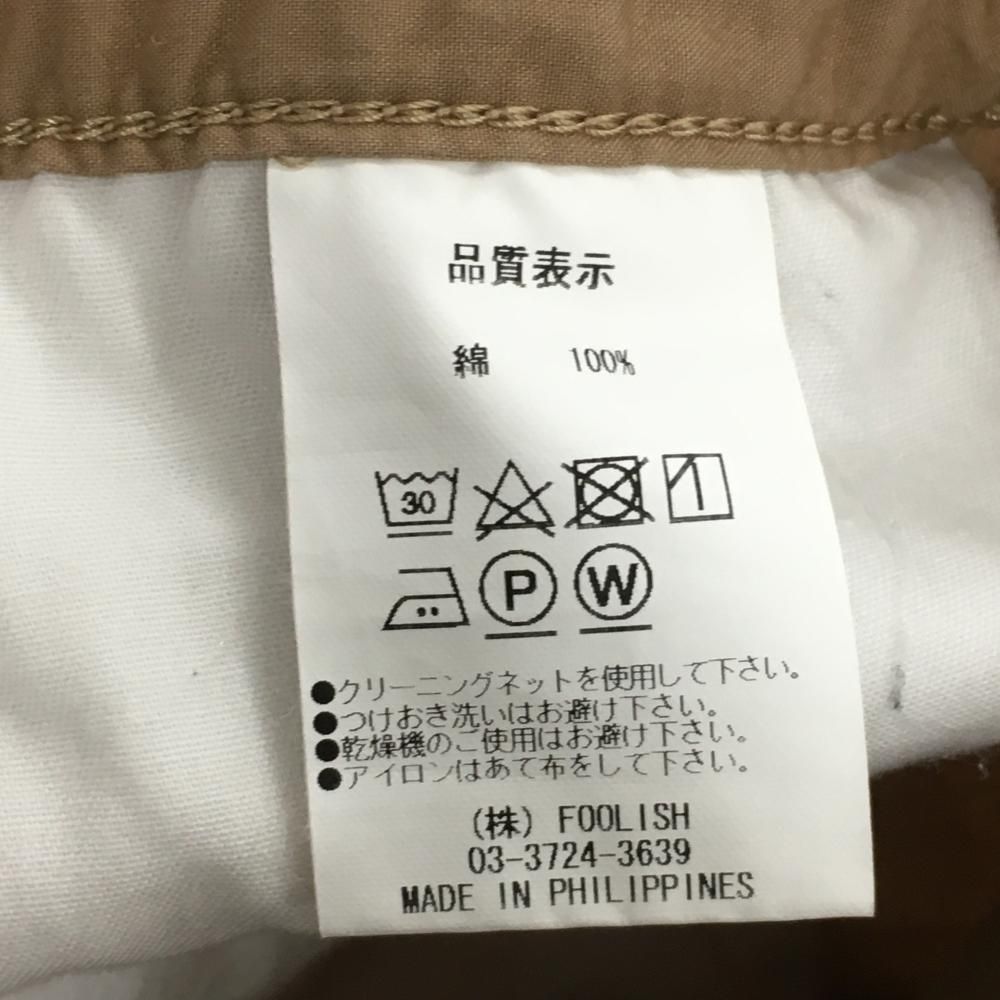 品質表示
綿 100%
30
P W
●クリーニングネットを使用して下さい。
●つけおき洗いはお避け下さい。
●乾燥機のご使用はお避け下さい。
●アイロンはあて布をして下さい。
(株) FOOLISH
03-3724-3639
MADE IN PHILIPPINES